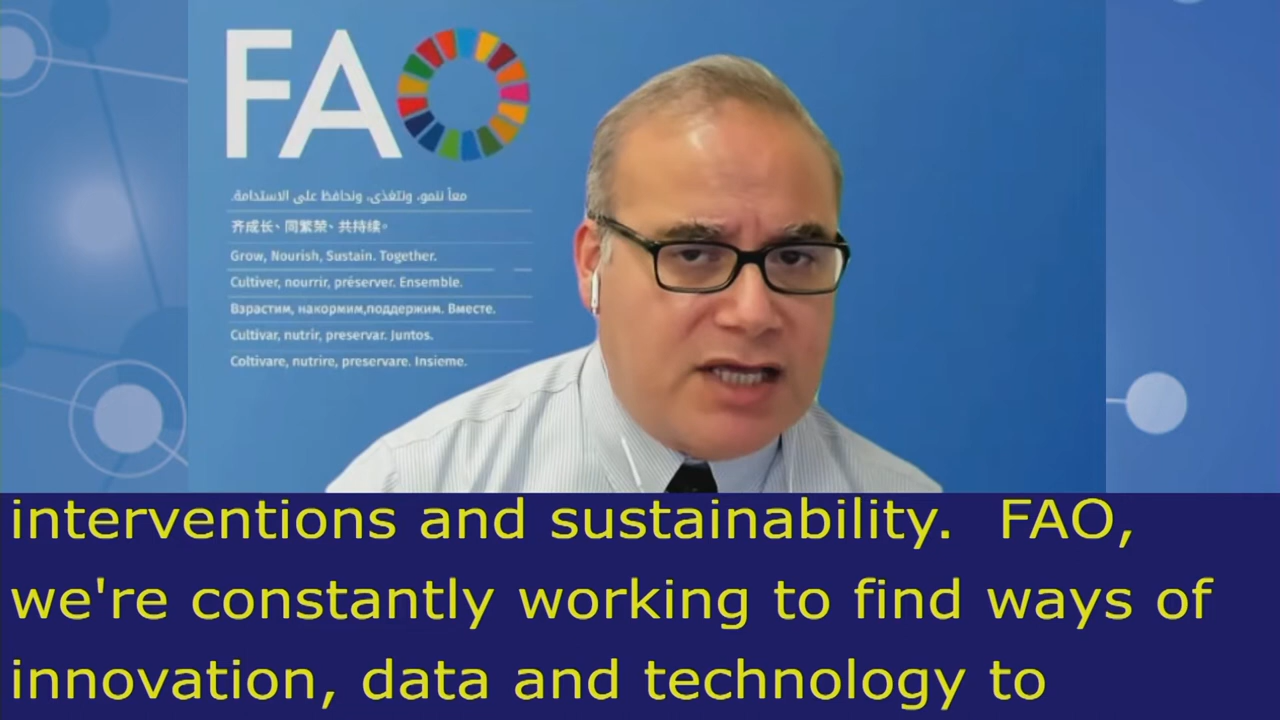 FAO
معاً ننمو، ونتغذى، ونحافظ على الاستدامة.
齐成长、同繁荣、共持续。
Grow, Nourish, Sustain. Together.
Cultiver, nourrir, préserver. Ensemble.
Взрастим, накормим,поддержим. Вместе.
Cultivar, nutrir, preservar. Juntos.
Coltivare, nutrire, preservare. Insieme.
interventions and sustainability.  FAO,
we're constantly working to find ways of
innovation, data and technology to